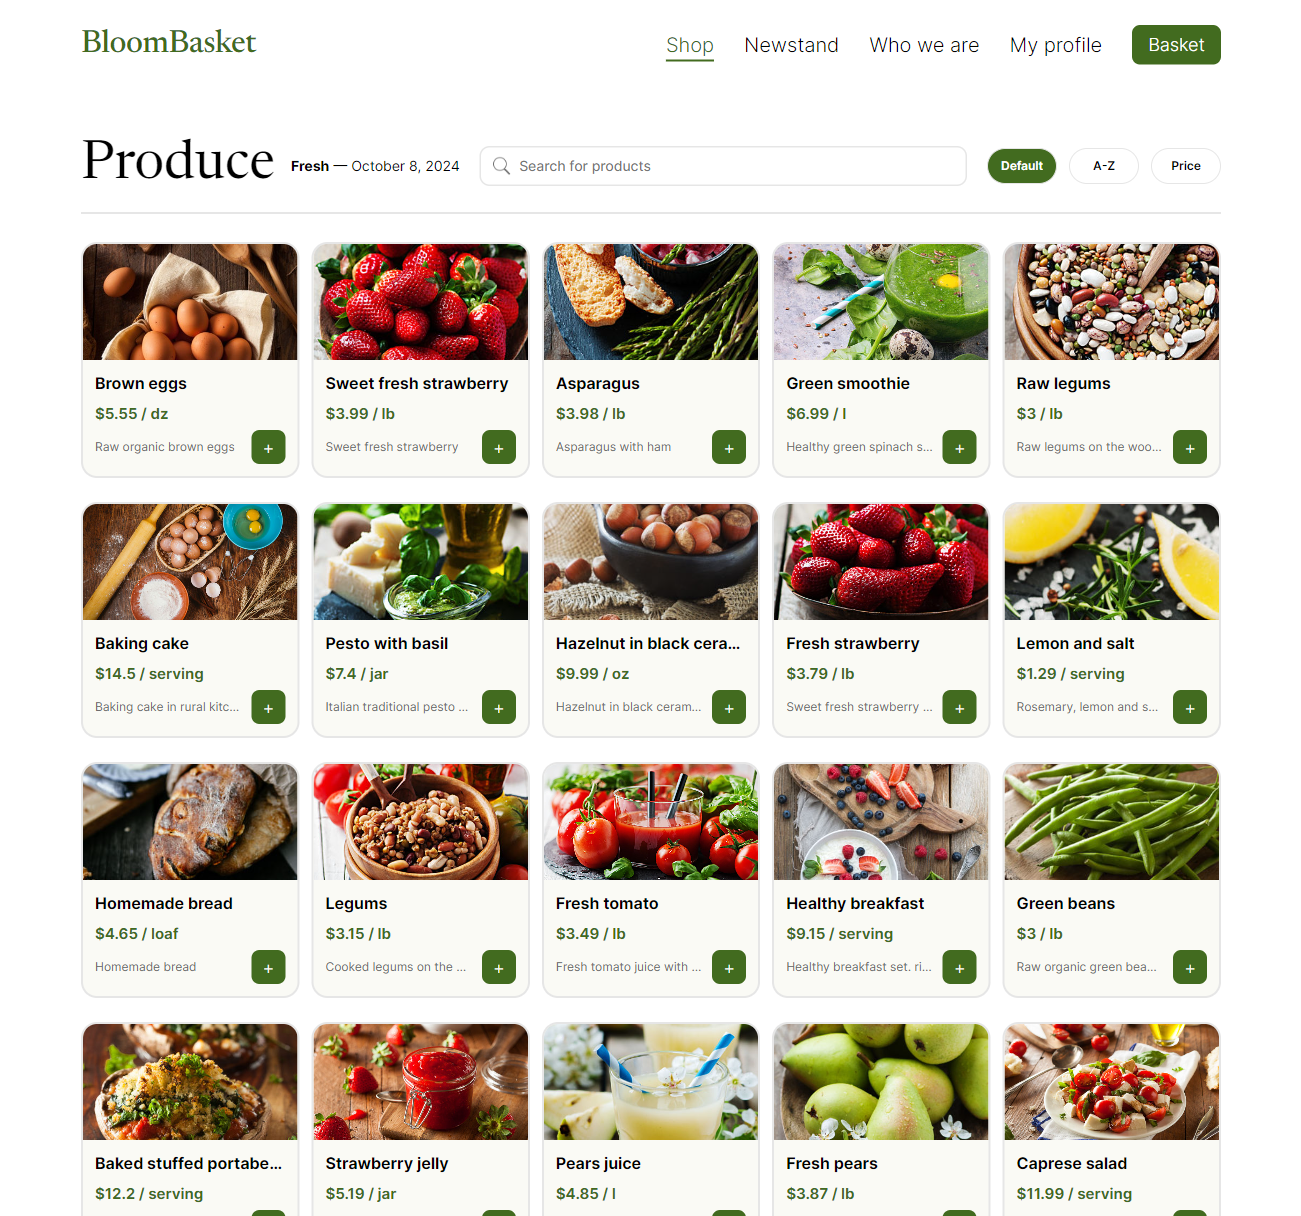 BloomBasket
Shop
Newstand
Who we are
My profile
Basket
Produce
Fresh — October 8, 2024
Search for products
Default
A-Z
Price
Brown eggs
$5.55 / dz
Raw organic brown eggs
+
Sweet fresh strawberry
$3.99 / lb
Sweet fresh strawberry
+
Asparagus
$3.98 / lb
Asparagus with ham
+
Green smoothie
$6.99 / l
Healthy green spinach s...
+
Raw legums
$3 / lb
Raw legums on the woo...
+
Baking cake
$14.5 / serving
Baking cake in rural kitc...
+
Pesto with basil
$7.4 / jar
Italian traditional pesto ...
+
Hazelnut in black cera...
$9.99 / oz
Hazelnut in black ceram...
+
Fresh strawberry
$3.79 / lb
Sweet fresh strawberry ...
+
Lemon and salt
$1.29 / serving
Rosemary, lemon and s...
+
Homemade bread
$4.65 / loaf
Homemade bread
+
Legums
$3.15 / lb
Cooked legums on the ...
+
Fresh tomato
$3.49 / lb
Fresh tomato juice with ...
+
Healthy breakfast
$9.15 / serving
Healthy breakfast set. ri...
+
Green beans
$3 / lb
Raw organic green bea...
+
Baked stuffed portabe...
$12.2 / serving
Strawberry jelly
$5.19 / jar
Pears juice
$4.85 / l
Fresh pears
$3.87 / lb
Caprese salad
$11.99 / serving